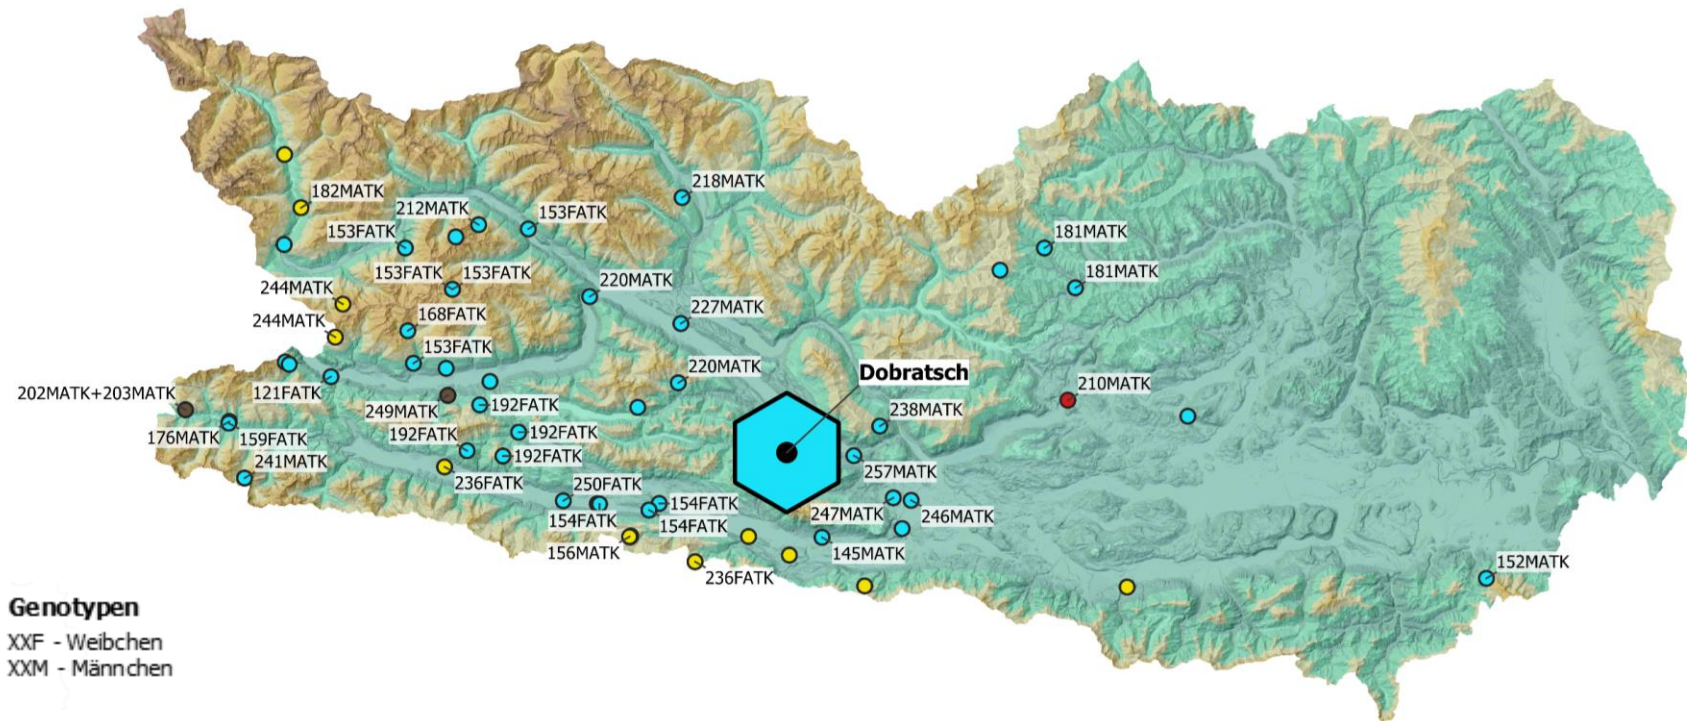 182MATK
218MATK
212MATK
153FATK
153FATK
181MATK
153FATK
153FATK
181MATK
244MATK
220MATK
244MATK
168FATK
227MATK
153FATK
Dobratsch
202MATK+203MATK
121FATK
220MATK
210MATK
249MATK
192FATK
238MATK
176MATK
159FATK
192FATK
192FATK
192FATK
241MATK
236FATK
257MATK
250FATK
154FATK
247MATK
246MATK
154FATK
154FATK
156MATK
145MATK
236FATK
152MATK
Genotypen
XXF - Weibchen
XXM - Männchen